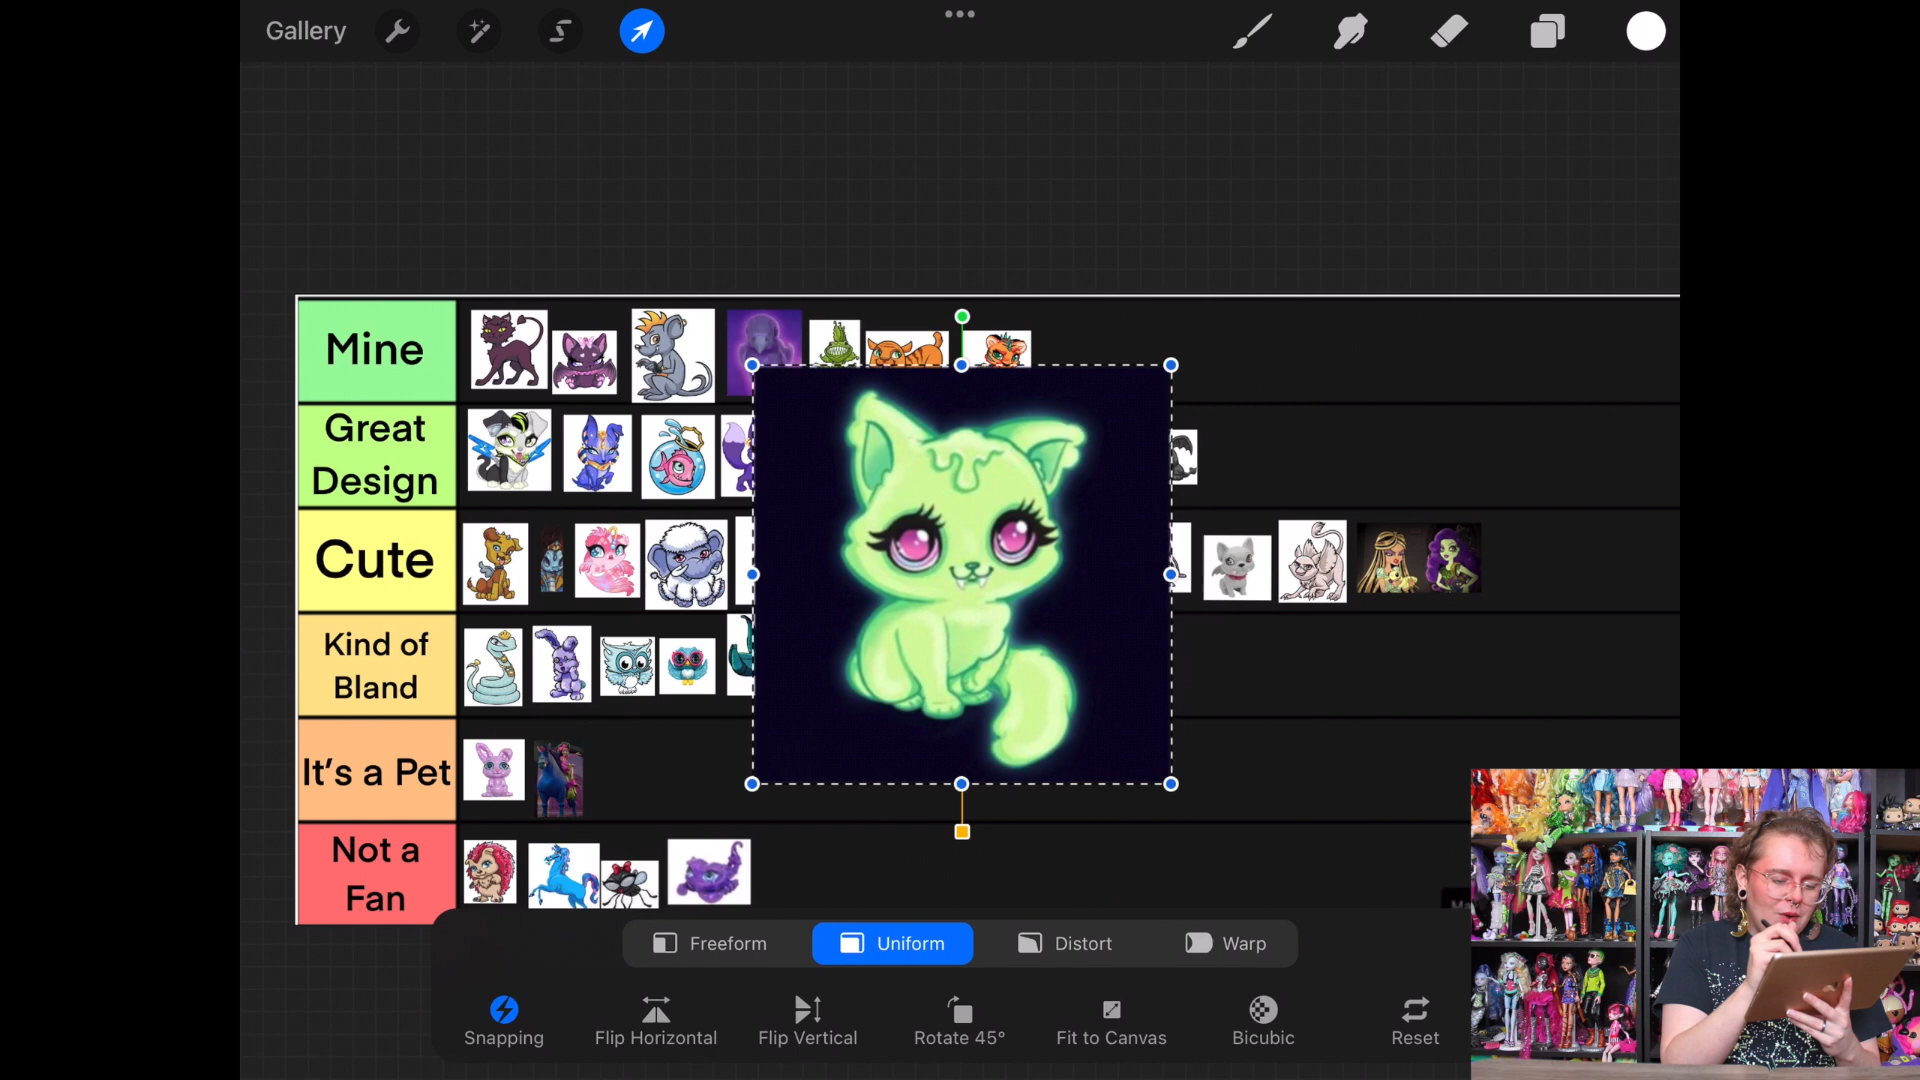 Gallery
Mine
Great
Design
Cute
Kind of
Bland
It's a Pet
Not a
Fan
Freeform
Uniform
Distort
Warp
Snapping
Flip Horizontal
Flip Vertical
Rotate 45°
Fit to Canvas
Bicubic
Reset